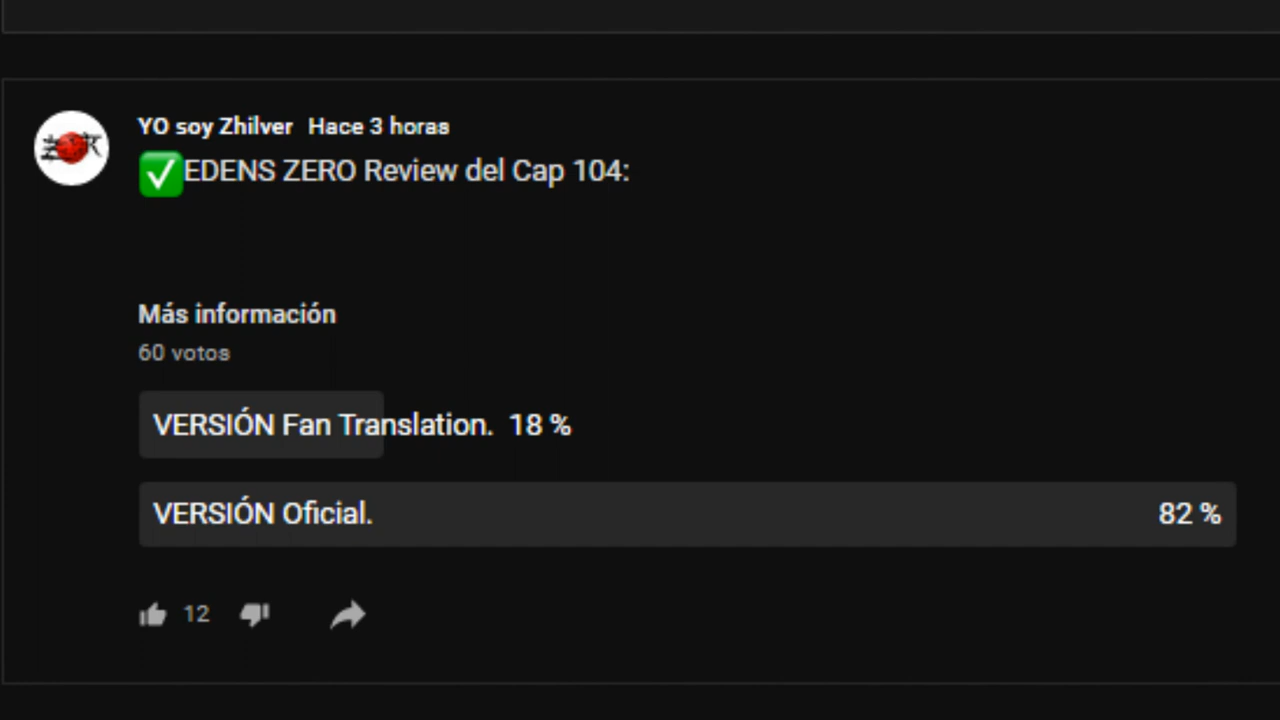 YO soy Zhilver Hace 3 horas
✅EDENS ZERO Review del Cap 104:
Más información
60 votos
VERSIÓN Fan Translation. 18 %
VERSIÓN Oficial. 82 %
12